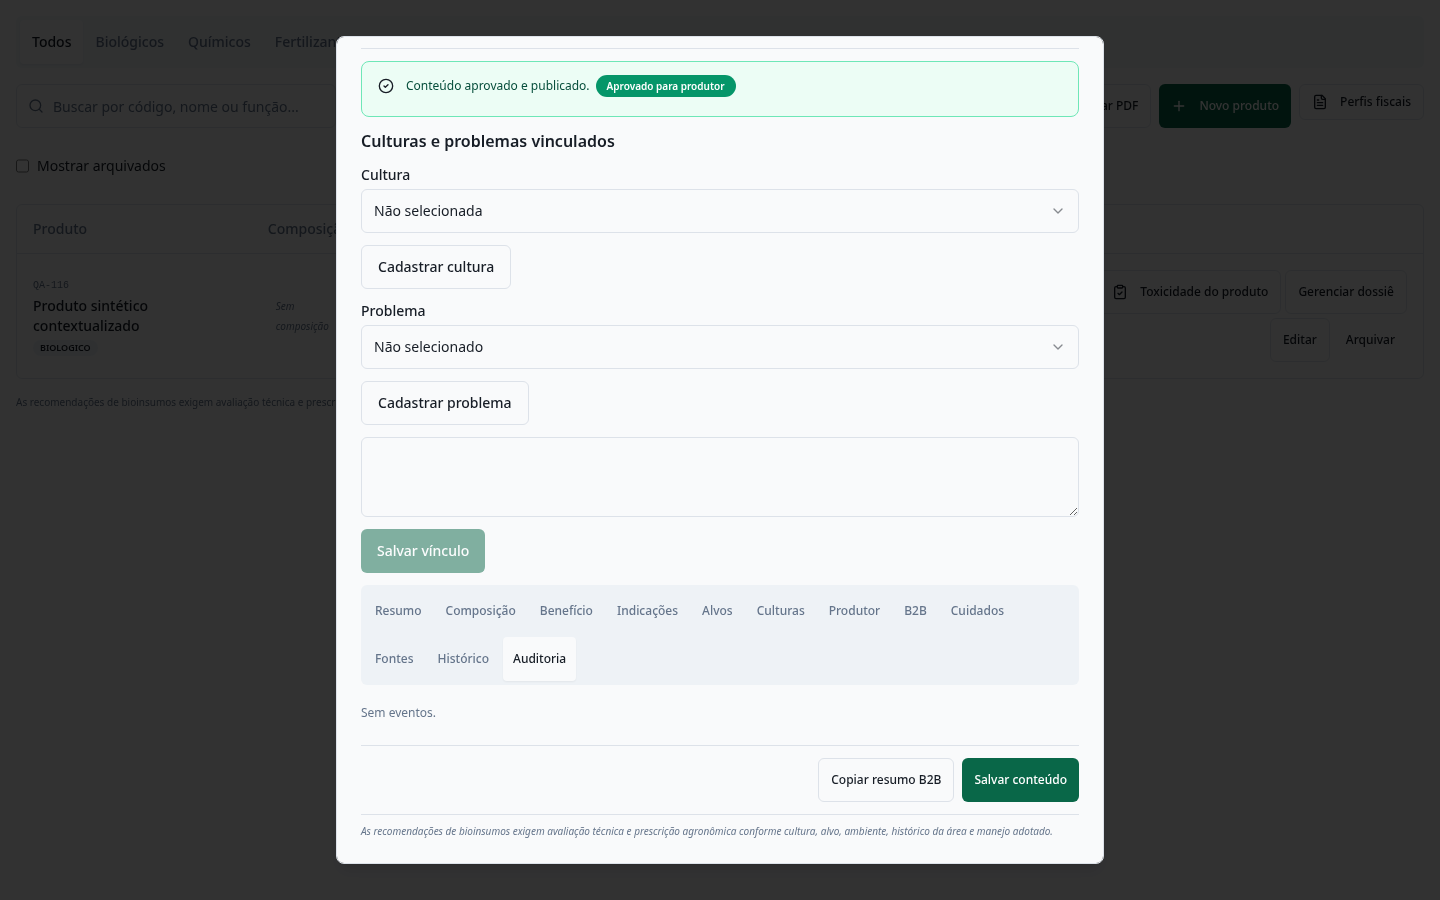 Todos Biológicos Químicos Fertilizan
Buscar por código, nome ou função...
ar PDF
Novo produto
Perfis fiscais
Mostrar arquivados
Produto
QA-116
Produto sintético
contextualizado
BIOLOGICO
Sem
composição
Toxicidade do produto
Gerenciar dossiê
Editar
Arquivar
As recomendações de bioinsumos exigem avaliação técnica e prescr
Conteúdo aprovado e publicado. Aprovado para produtor
Culturas e problemas vinculados
Cultura
Não selecionada
Cadastrar cultura
Problema
Não selecionado
Cadastrar problema
Salvar vínculo
Resumo Composição Benefício Indicações Alvos Culturas Produtor B2B Cuidados
Fontes Histórico Auditoria
Sem eventos.
Copiar resumo B2B
Salvar conteúdo
As recomendações de bioinsumos exigem avaliação técnica e prescrição agronômica conforme cultura, alvo, ambiente, histórico da área e manejo adotado.